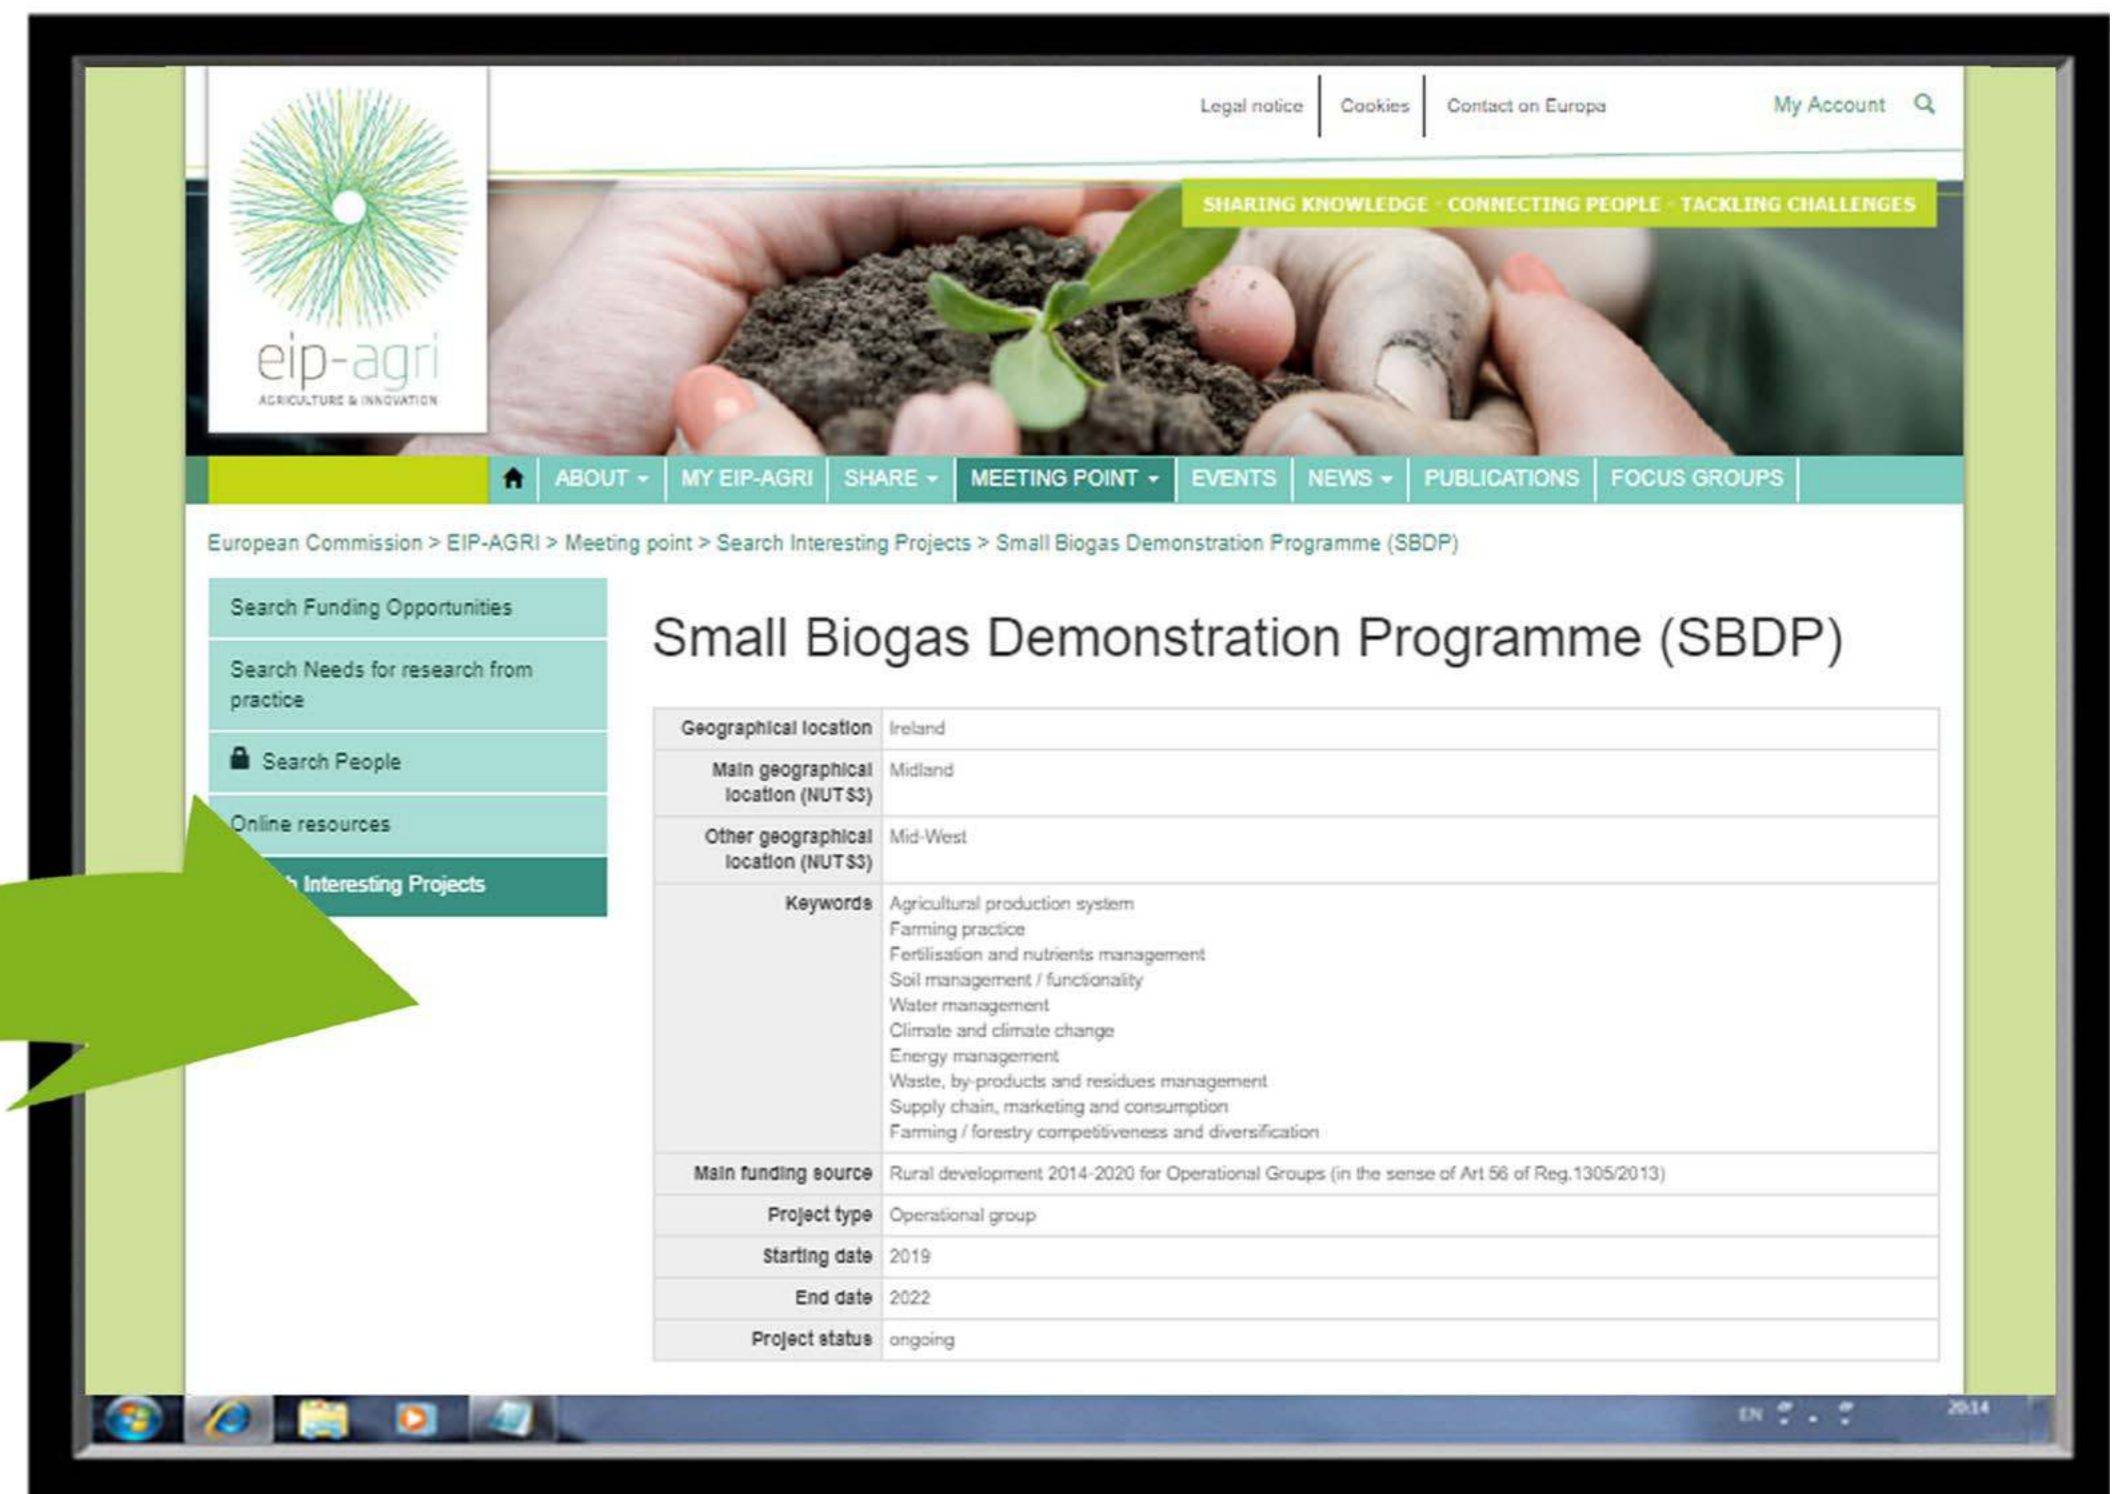 Legal notice
Cookies
Contact on Europa
My Account
SHARING KNOWLEDGE - CONNECTING PEOPLE - TACKLING CHALLENGES
eip-agri
AGRICULTURE & INNOVATION
ABOUT
MY EIP-AGRI
SHARE
MEETING POINT
EVENTS
NEWS
PUBLICATIONS
FOCUS GROUPS
European Commission > EIP-AGRI > Meeting point > Search Interesting Projects > Small Biogas Demonstration Programme (SBDP)
Search Funding Opportunities
Search Needs for research from
practice
Search People
Online resources
Interesting Projects
Small Biogas Demonstration Programme (SBDP)
Geographical location Ireland
Main geographical Midland
location (NUTS3)
Other geographical Mid-West
location (NUTS3)
Keywords Agricultural production system
Farming practice
Fertilisation and nutrients management
Soil management / functionality
Water management
Climate and climate change
Energy management
Waste, by-products and residues management
Supply chain, marketing and consumption
Farming / forestry competitiveness and diversification
Main funding source Rural development 2014-2020 for Operational Groups (in the sense of Art 56 of Reg.1305/2013)
Project type Operational group
Starting date 2019
End date 2022
Project status ongoing
EN
20:14